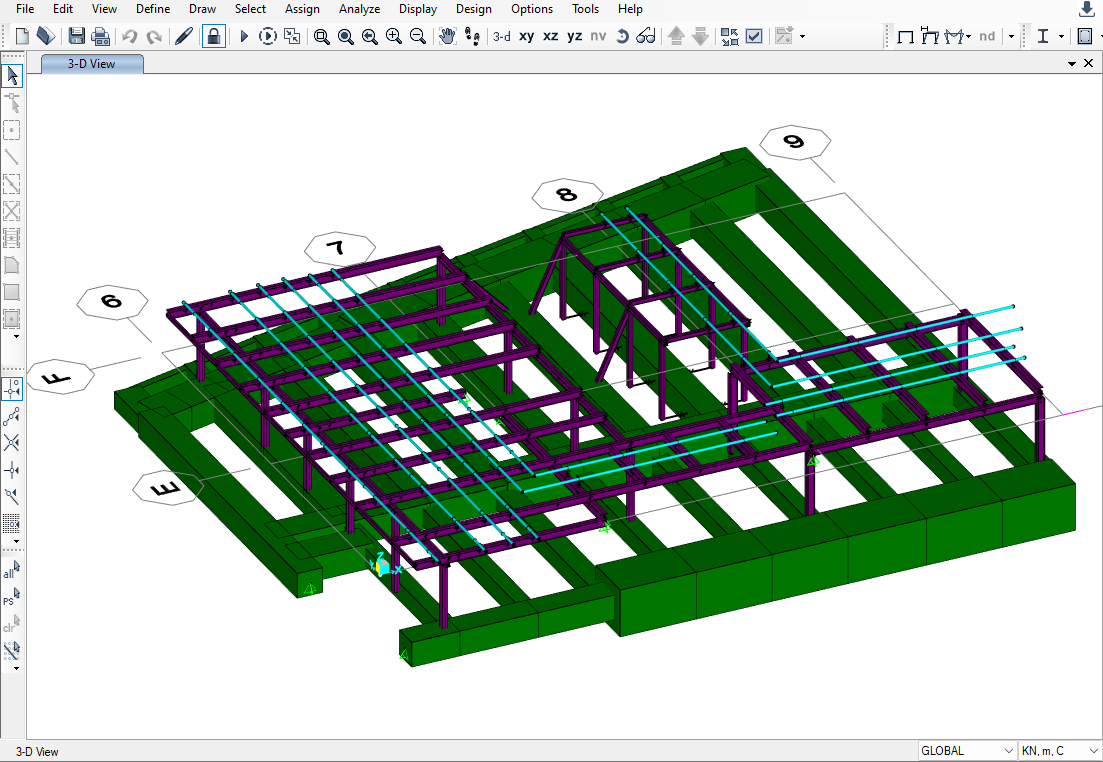 File Edit View Define Draw Select Assign Analyze Display Design Options Tools Help
3-d xy xz yz nv nd
3-D View
9
8
7
6
F
E
Z
X
all
PS
clr
3-D View GLOBAL KN, m, C